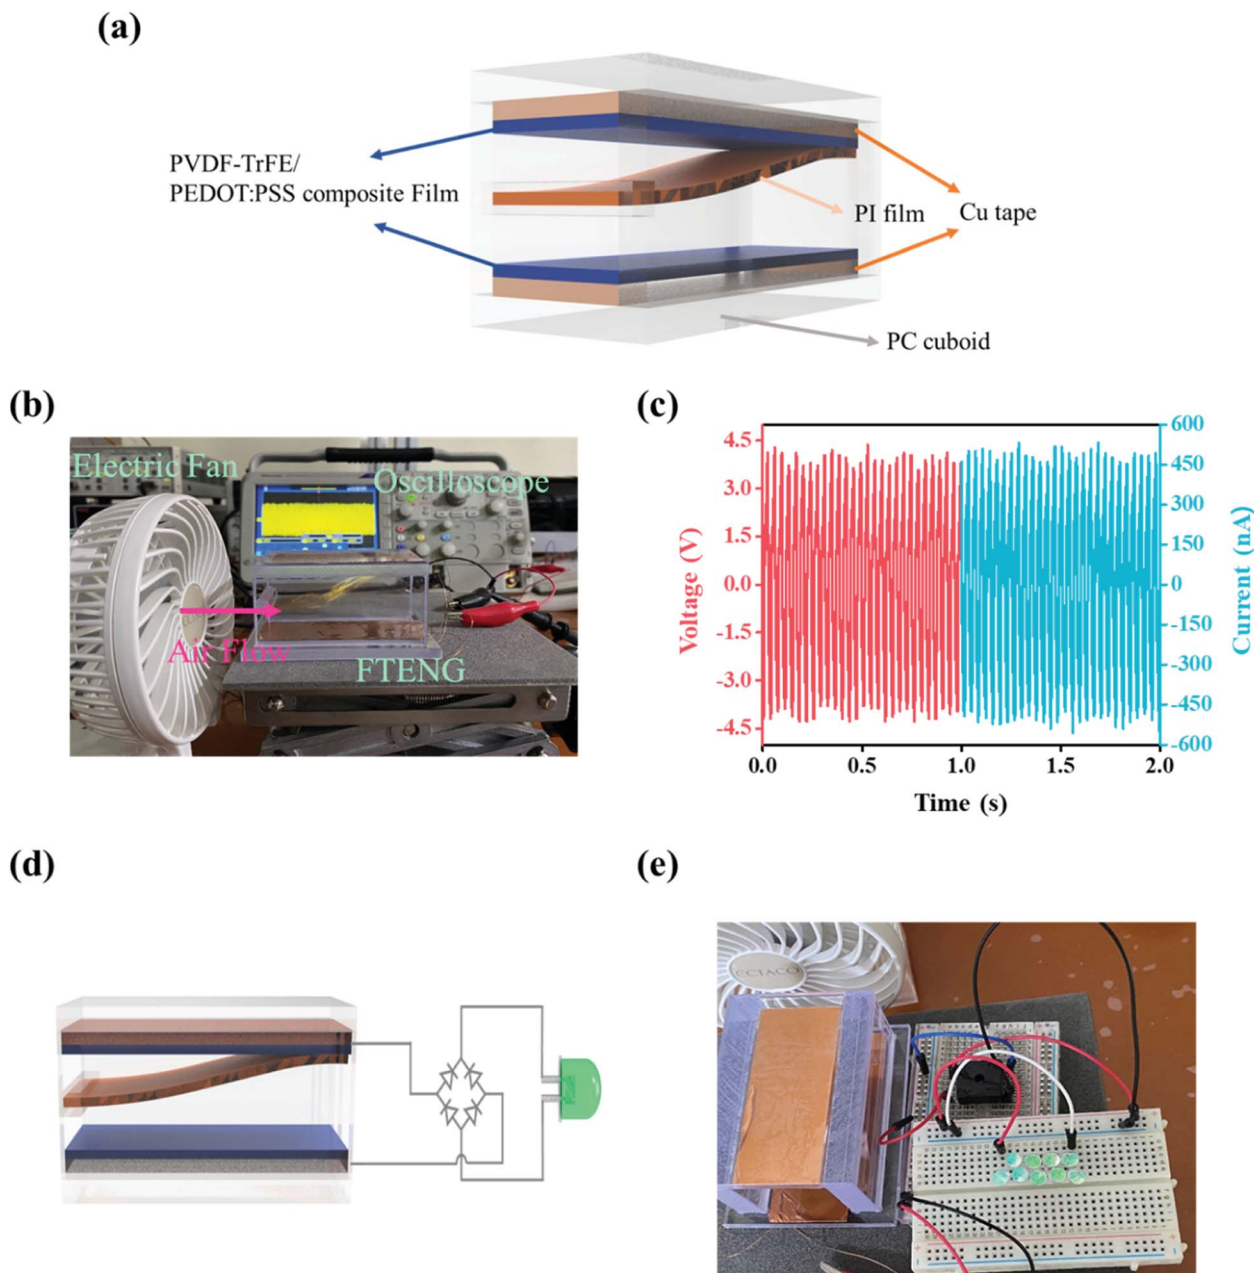 (a)
PVDF-TrFE/
PEDOT:PSS composite Film
PI film
Cu tape
PC cuboid
(b)
Electric Fan
Oscilloscope
Air Flow
FTENG
(c)
600
450
300
150
0
-150
-300
-450
-600
4.5
3.0
1.5
0.0
-1.5
-3.0
-4.5
Voltage (V)
Current (nA)
0.0 0.5 1.0 1.5 2.0
Time (s)
(d)
(e)
CCTACO